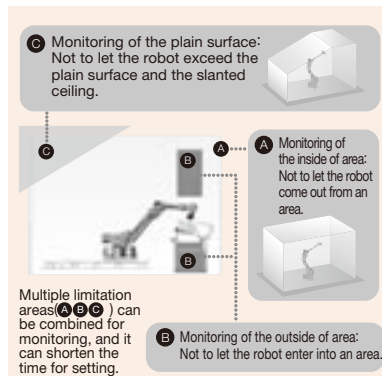 C Monitoring of the plain surface:
Not to let the robot exceed the
plain surface and the slanted
ceiling.
C
B
A
A Monitoring of
the inside of area:
Not to let the robot
come out from an
area.
B
Multiple limitation
areas(A B C ) can
be combined for
monitoring, and it
can shorten the
time for setting.
B Monitoring of the outside of area:
Not to let the robot enter into an area.